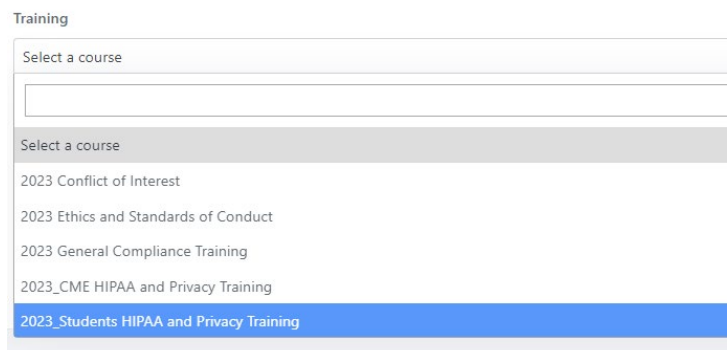 Training
Select a course
Select a course
2023 Conflict of Interest
2023 Ethics and Standards of Conduct
2023 General Compliance Training
2023_CME HIPAA and Privacy Training
2023_Students HIPAA and Privacy Training